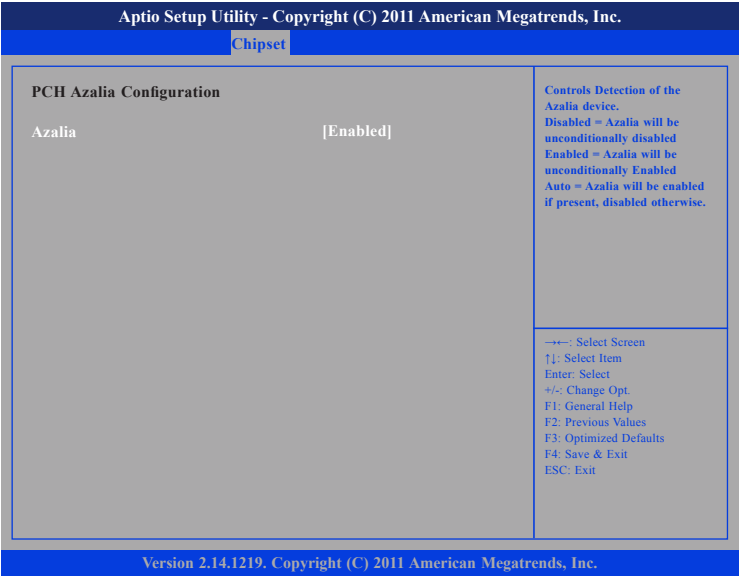 Aptio Setup Utility - Copyright (C) 2011 American Megatrends, Inc.
Chipset
PCH Azalia Configuration
Azalia [Enabled]
Controls Detection of the
Azalia device.
Disabled = Azalia will be
unconditionally disabled
Enabled = Azalia will be
unconditionally Enabled
Auto = Azalia will be enabled
if present, disabled otherwise.
→←: Select Screen
↑↓: Select Item
Enter: Select
+/-: Change Opt.
F1: General Help
F2: Previous Values
F3: Optimized Defaults
F4: Save & Exit
ESC: Exit
Version 2.14.1219. Copyright (C) 2011 American Megatrends, Inc.